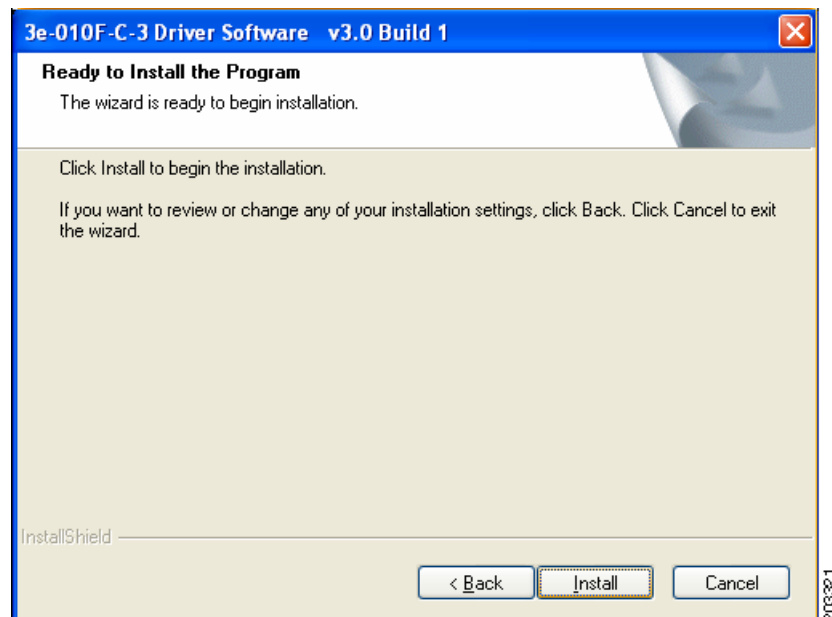 3e-010F-C-3 Driver Software v3.0 Build 1
Ready to Install the Program
The wizard is ready to begin installation.
Click Install to begin the installation.
If you want to review or change any of your installation settings, click Back. Click Cancel to exit
the wizard.
InstallShield
< Back
Install
Cancel
203321